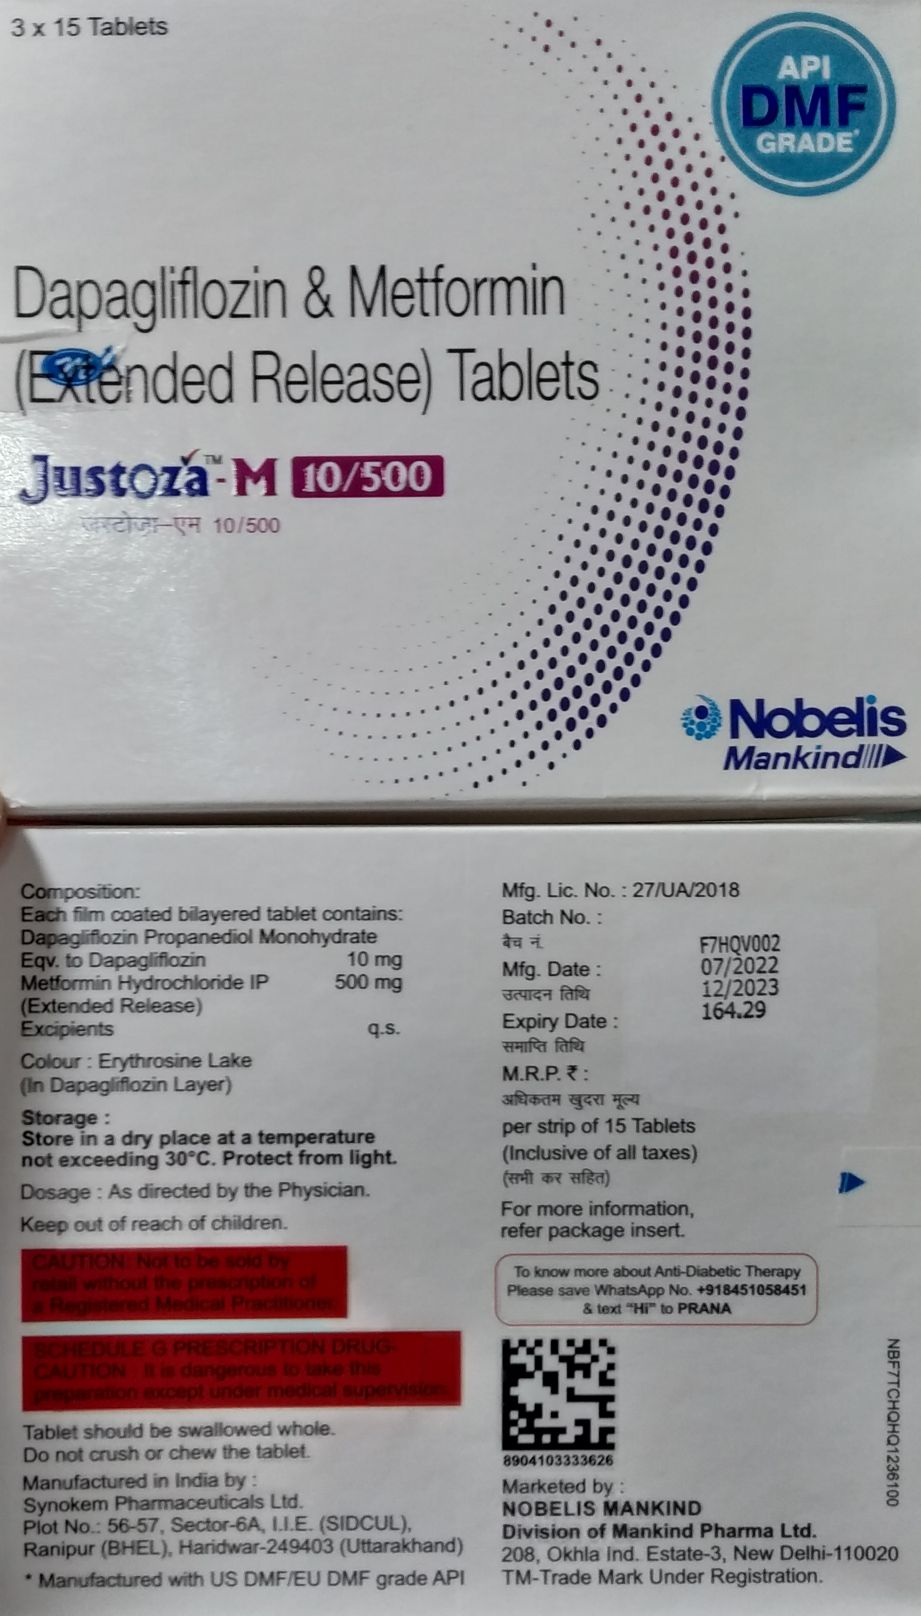 3 x 15 Tablets
API
DMF
GRADE*
Dapagliflozin & Metformin
(Extended Release) Tablets
Justoza™-M 10/500
जस्टोज़ा-एम 10/500
Nobelis
Mankind
Composition:
Each film coated bilayered tablet contains:
Dapagliflozin Propanediol Monohydrate
Eqv. to Dapagliflozin 10 mg
Metformin Hydrochloride IP 500 mg
(Extended Release)
Excipients q.s.
Colour : Erythrosine Lake
(In Dapagliflozin Layer)
Storage :
Store in a dry place at a temperature
not exceeding 30°C. Protect from light.
Dosage : As directed by the Physician.
Keep out of reach of children.
CAUTION: Not to be sold by
retail without the prescription of
a Registered Medical Practitioner.
SCHEDULE G PRESCRIPTION DRUG-
CAUTION : It is dangerous to take this
preparation except under medical supervision.
Tablet should be swallowed whole.
Do not crush or chew the tablet.
Manufactured in India by :
Synokem Pharmaceuticals Ltd.
Plot No.: 56-57, Sector-6A, I.I.E. (SIDCUL),
Ranipur (BHEL), Haridwar-249403 (Uttarakhand)
* Manufactured with US DMF/EU DMF grade API
Mfg. Lic. No. : 27/UA/2018
Batch No. :
बैच नं. F7HQV002
Mfg. Date : 07/2022
उत्पादन तिथि 12/2023
Expiry Date : 164.29
समाप्ति तिथि
M.R.P. ₹ :
अधिकतम खुदरा मूल्य
per strip of 15 Tablets
(Inclusive of all taxes)
(सभी कर सहित)
For more information,
refer package insert.
To know more about Anti-Diabetic Therapy
Please save WhatsApp No. +918451058451
& text "Hi" to PRANA
8904103333626
Marketed by :
NOBELIS MANKIND
Division of Mankind Pharma Ltd.
208, Okhla Ind. Estate-3, New Delhi-110020
TM-Trade Mark Under Registration.
NBF7TCHQHQ1236100